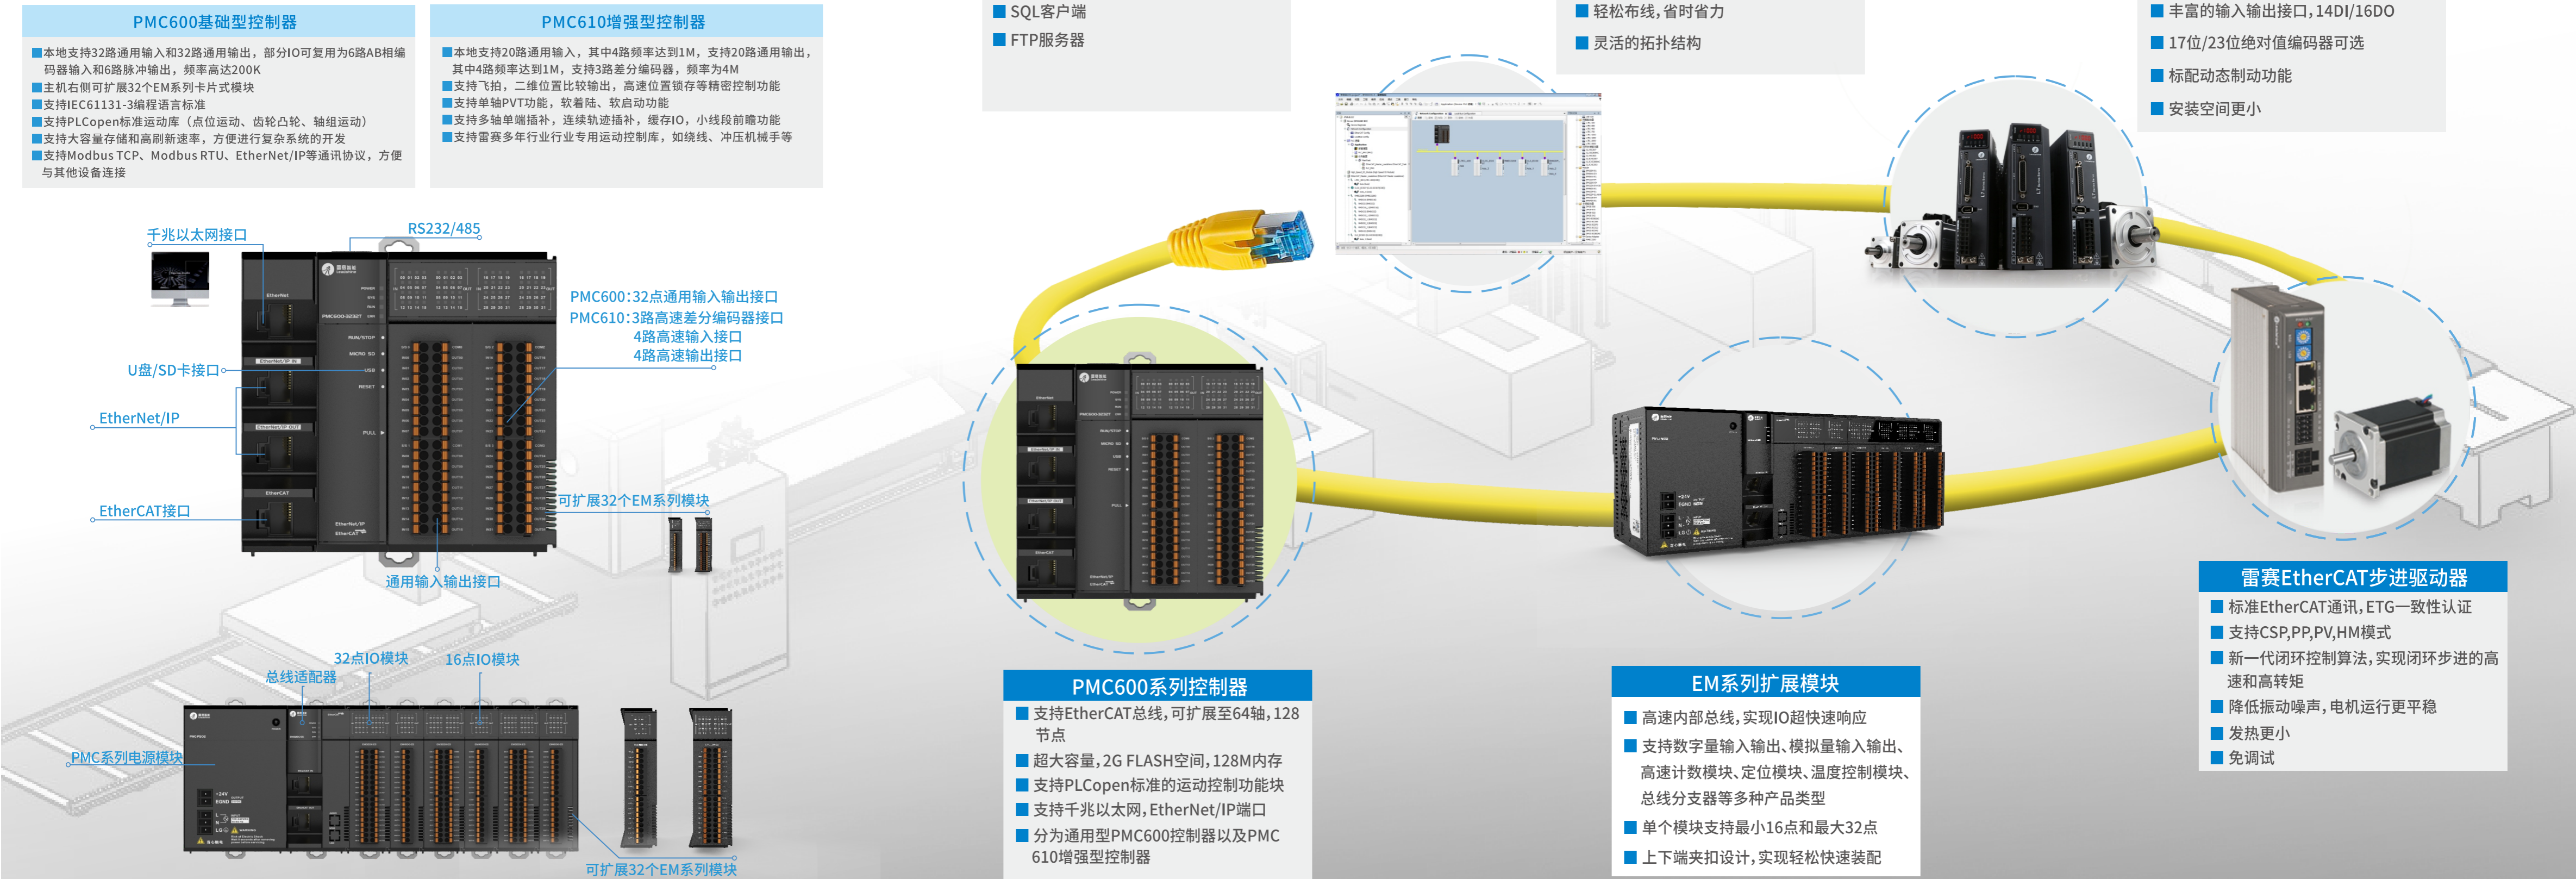 PMC600基础型控制器
本地支持32路通用输入和32路通用输出，部分IO可复用为6路AB相编
码器输入和6路脉冲输出，频率高达200K
主机右侧可扩展32个EM系列卡片式模块
支持IEC61131-3编程语言标准
支持PLCopen标准运动库（点位运动、齿轮凸轮、轴组运动）
支持大容量存储和高刷新速率，方便进行复杂系统的开发
支持Modbus TCP、Modbus RTU、EtherNet/IP等通讯协议，方便
与其他设备连接
PMC610增强型控制器
本地支持20路通用输入，其中4路频率达到1M，支持20路通用输出，
其中4路频率达到1M，支持3路差分编码器，频率为4M
支持飞拍，二维位置比较输出，高速位置锁存等精密控制功能
支持单轴PVT功能，软着陆、软启动功能
支持多轴单端插补，连续轨迹插补，缓存IO，小线段前瞻功能
支持雷赛多年行业行业专用运动控制库，如绕线、冲压机械手等
SQL客户端
FTP服务器
轻松布线，省时省力
灵活的拓扑结构
丰富的输入输出接口，14DI/16DO
17位/23位绝对值编码器可选
标配动态制动功能
安装空间更小
千兆以太网接口
RS232/485
EtherNet
PMC600-3232T
RUN/STOP
MICRO SD
USB
RESET
PULL
EtherNet/IP IN
EtherNet/IP OUT
EtherCAT
EtherNet/IP
EtherCAT
PMC600：32点通用输入输出接口
PMC610：3路高速差分编码器接口
4路高速输入接口
4路高速输出接口
U盘/SD卡接口
EtherNet/IP
EtherCAT接口
可扩展32个EM系列模块
通用输入输出接口
32点IO模块
16点IO模块
总线适配器
PMC系列电源模块
+24V
EGND
可扩展32个EM系列模块
PMC600系列控制器
支持EtherCAT总线，可扩展至64轴，128
节点
超大容量，2G FLASH空间，128M内存
支持PLCopen标准的运动控制功能块
支持千兆以太网，EtherNet/IP端口
分为通用型PMC600控制器以及PMC
610增强型控制器
EM系列扩展模块
高速内部总线，实现IO超快速响应
支持数字量输入输出、模拟量输入输出、
高速计数模块、定位模块、温度控制模块、
总线分支器等多种产品类型
单个模块支持最小16点和最大32点
上下端夹扣设计，实现轻松快速装配
雷赛EtherCAT步进驱动器
标准EtherCAT通讯，ETG一致性认证
支持CSP,PP,PV,HM模式
新一代闭环控制算法，实现闭环步进的高
速和高转矩
降低振动噪声，电机运行更平稳
发热更小
免调试